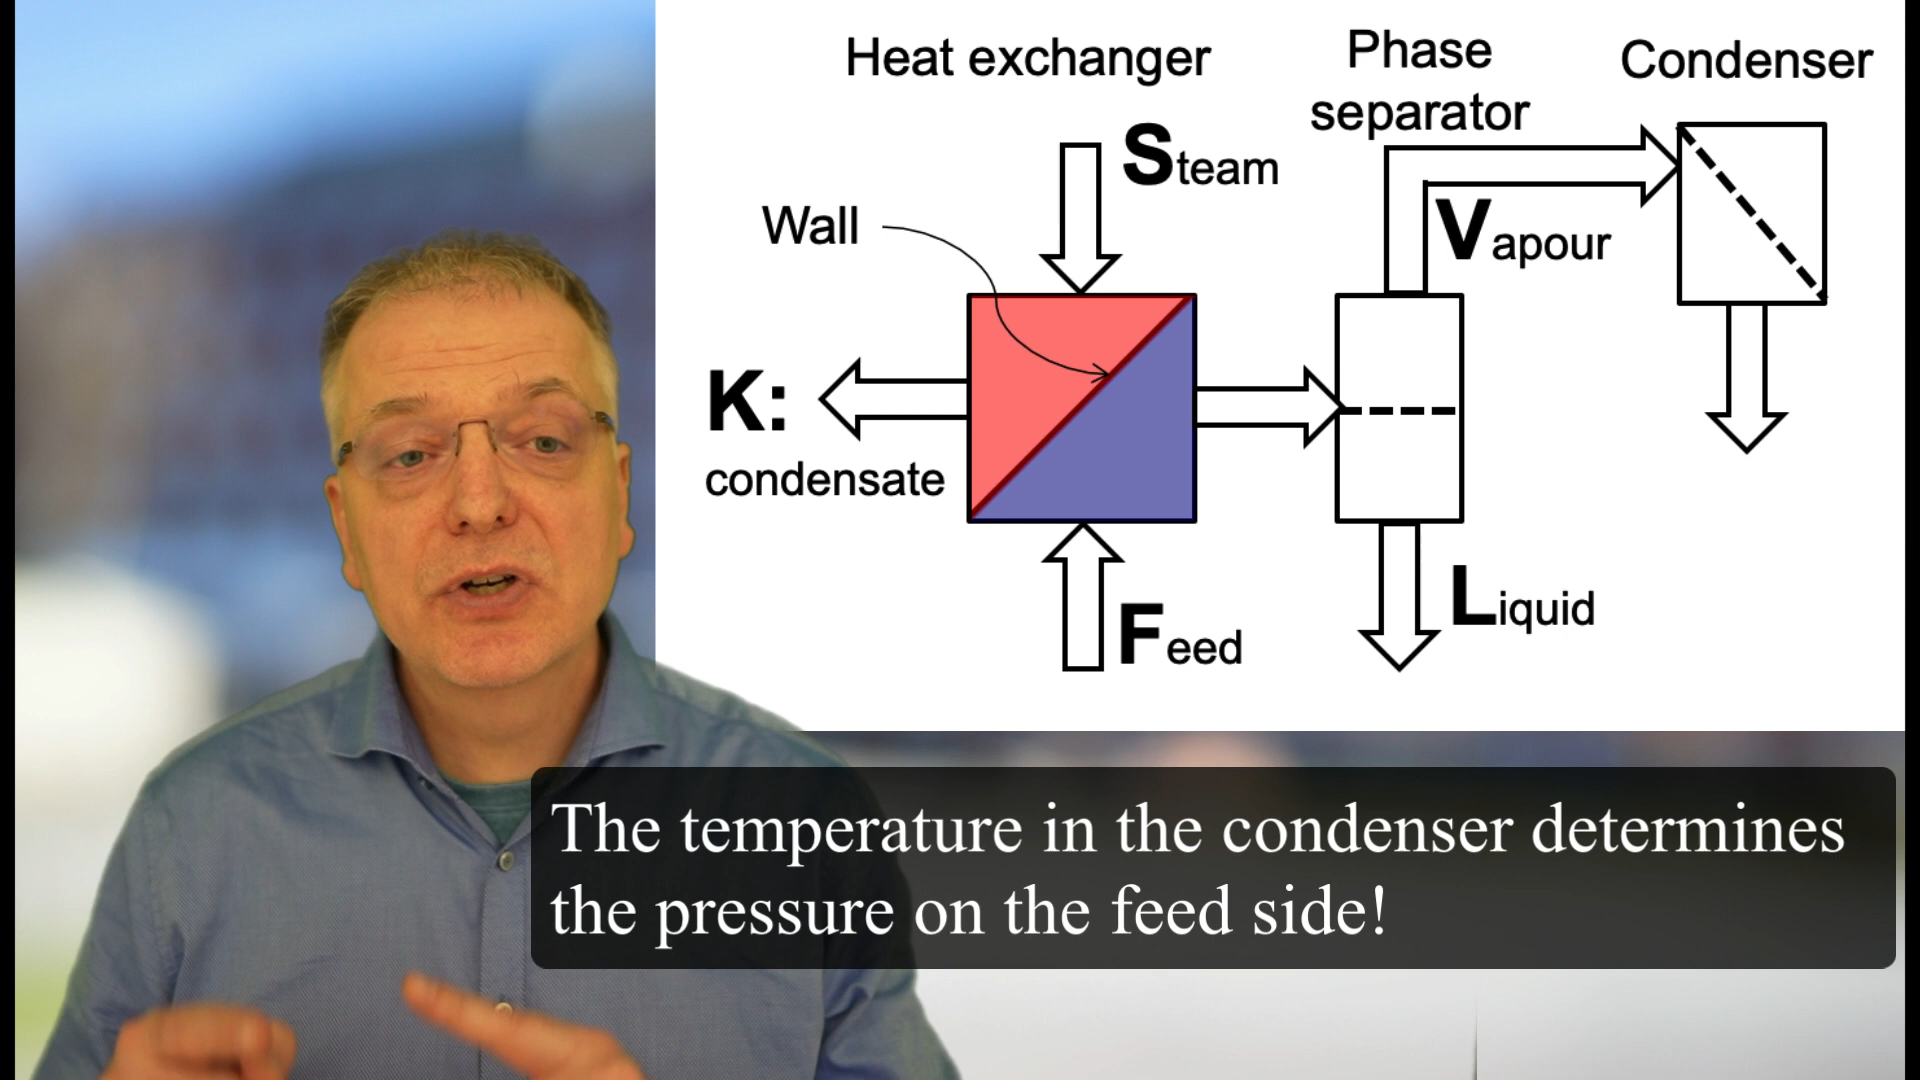 Heat exchanger
Phase
separator
Condenser
Steam
Wall
Vapour
K:
condensate
Liquid
Feed
The temperature in the condenser determines
the pressure on the feed side!